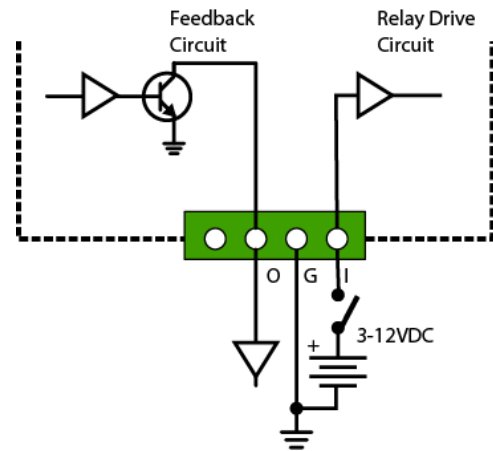 Feedback
Circuit
Relay Drive
Circuit
O G I
+
3-12VDC